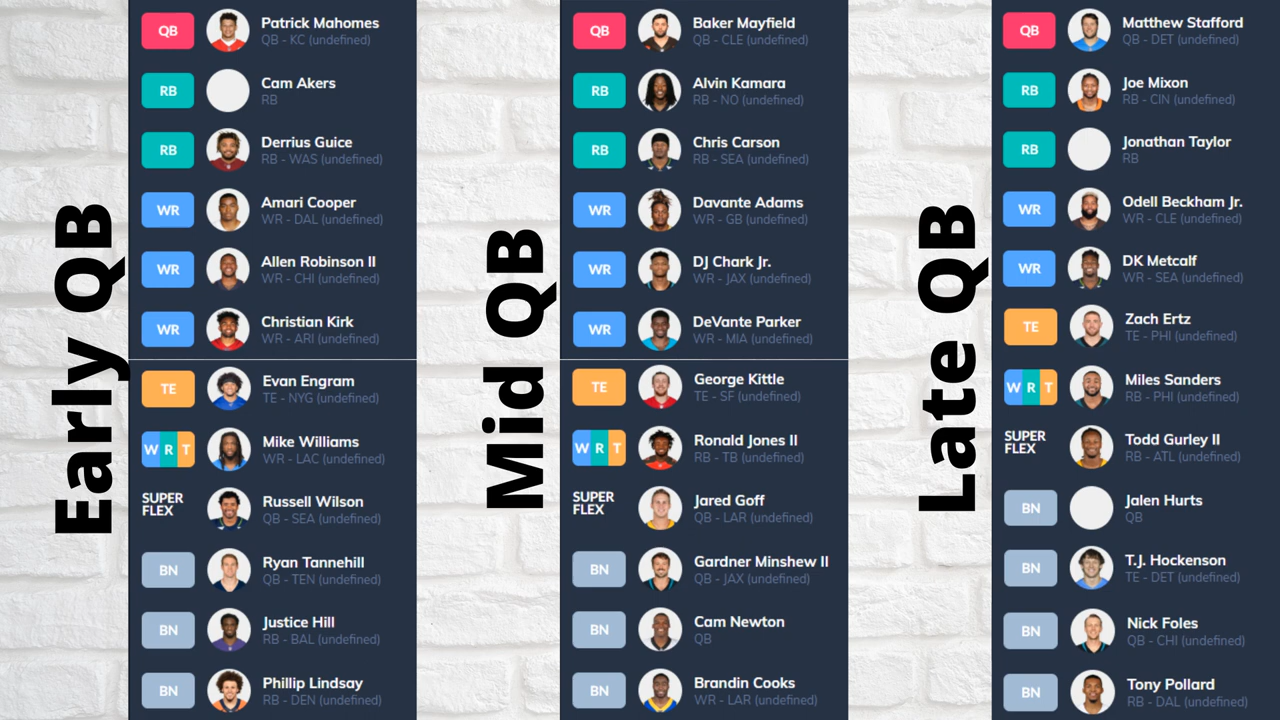 Early QB
QB Patrick Mahomes
QB - KC (undefined)
RB Cam Akers
RB
RB Derrius Guice
RB - WAS (undefined)
WR Amari Cooper
WR - DAL (undefined)
WR Allen Robinson II
WR - CHI (undefined)
WR Christian Kirk
WR - ARI (undefined)
TE Evan Engram
TE - NYG (undefined)
W R T Mike Williams
WR - LAC (undefined)
SUPER FLEX Russell Wilson
QB - SEA (undefined)
BN Ryan Tannehill
QB - TEN (undefined)
BN Justice Hill
RB - BAL (undefined)
BN Phillip Lindsay
RB - DEN (undefined)
Mid QB
QB Baker Mayfield
QB - CLE (undefined)
RB Alvin Kamara
RB - NO (undefined)
RB Chris Carson
RB - SEA (undefined)
WR Davante Adams
WR - GB (undefined)
WR DJ Chark Jr.
WR - JAX (undefined)
WR DeVante Parker
WR - MIA (undefined)
TE George Kittle
TE - SF (undefined)
W R T Ronald Jones II
RB - TB (undefined)
SUPER FLEX Jared Goff
QB - LAR (undefined)
BN Gardner Minshew II
QB - JAX (undefined)
BN Cam Newton
QB
BN Brandin Cooks
WR - LAR (undefined)
Late QB
QB Matthew Stafford
QB - DET (undefined)
RB Joe Mixon
RB - CIN (undefined)
RB Jonathan Taylor
RB
WR Odell Beckham Jr.
WR - CLE (undefined)
WR DK Metcalf
WR - SEA (undefined)
TE Zach Ertz
TE - PHI (undefined)
W R T Miles Sanders
RB - PHI (undefined)
SUPER FLEX Todd Gurley II
RB - ATL (undefined)
BN Jalen Hurts
QB
BN T.J. Hockenson
TE - DET (undefined)
BN Nick Foles
QB - CHI (undefined)
BN Tony Pollard
RB - DAL (undefined)